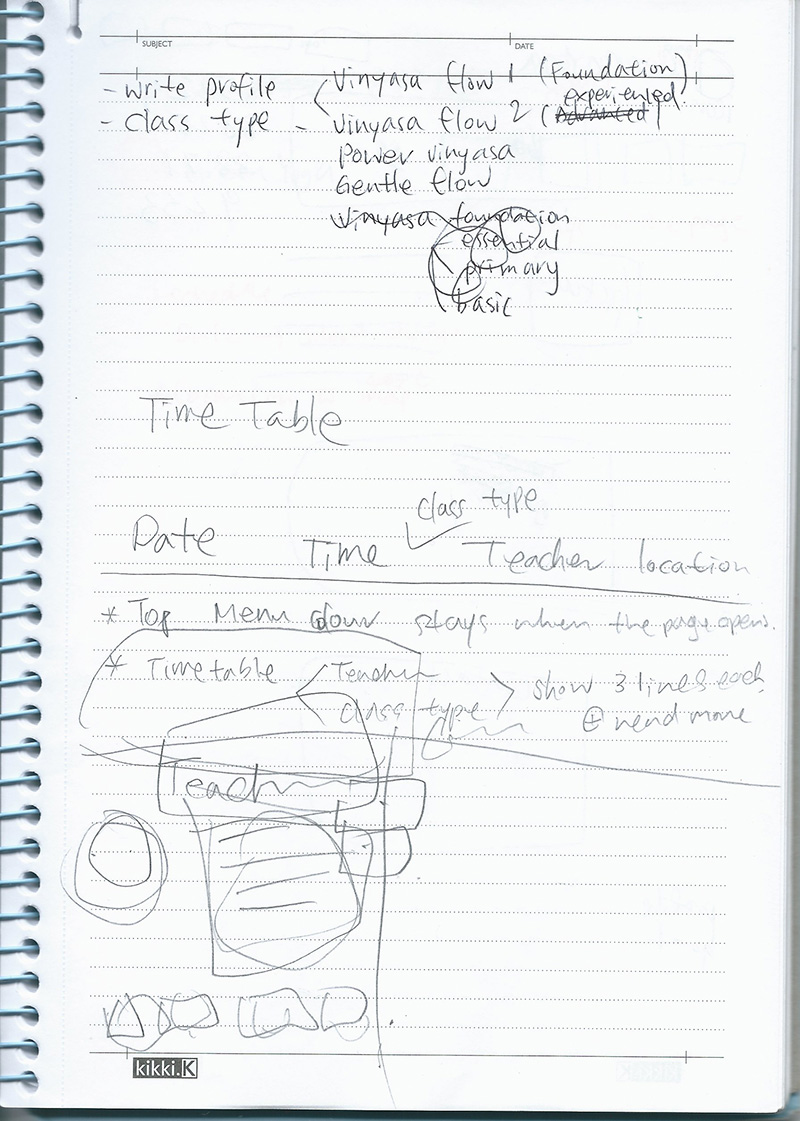 SUBJECT
DATE
- write profile
Vinyasa flow 1 (Foundation)
experienled.
- class type - Vinyasa flow 2 (Advanted)
Power vinyasa
Gentle flow
Vinyasa foundation
essential
primary
basic
Time Table
class type
Date Time Teacher location
* Top Menu down stays when the page opens.
* Timetable Teacher
class type
show 3 lines each
+ read more
Teacher
kikki.K